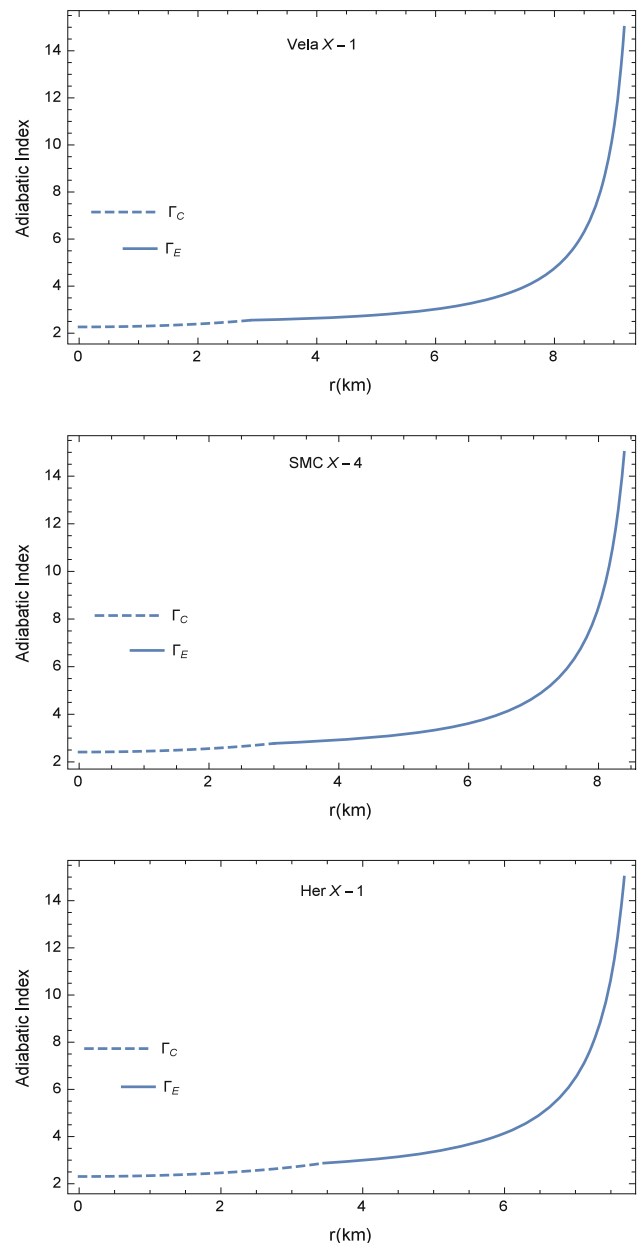 Vela X – 1
Adiabatic Index
14
12
10
8
6
4
2
Γ_C
Γ_E
0 2 4 6 8
r(km)
SMC X – 4
Adiabatic Index
14
12
10
8
6
4
2
Γ_C
Γ_E
0 2 4 6 8
r(km)
Her X – 1
Adiabatic Index
14
12
10
8
6
4
2
Γ_C
Γ_E
0 2 4 6
r(km)